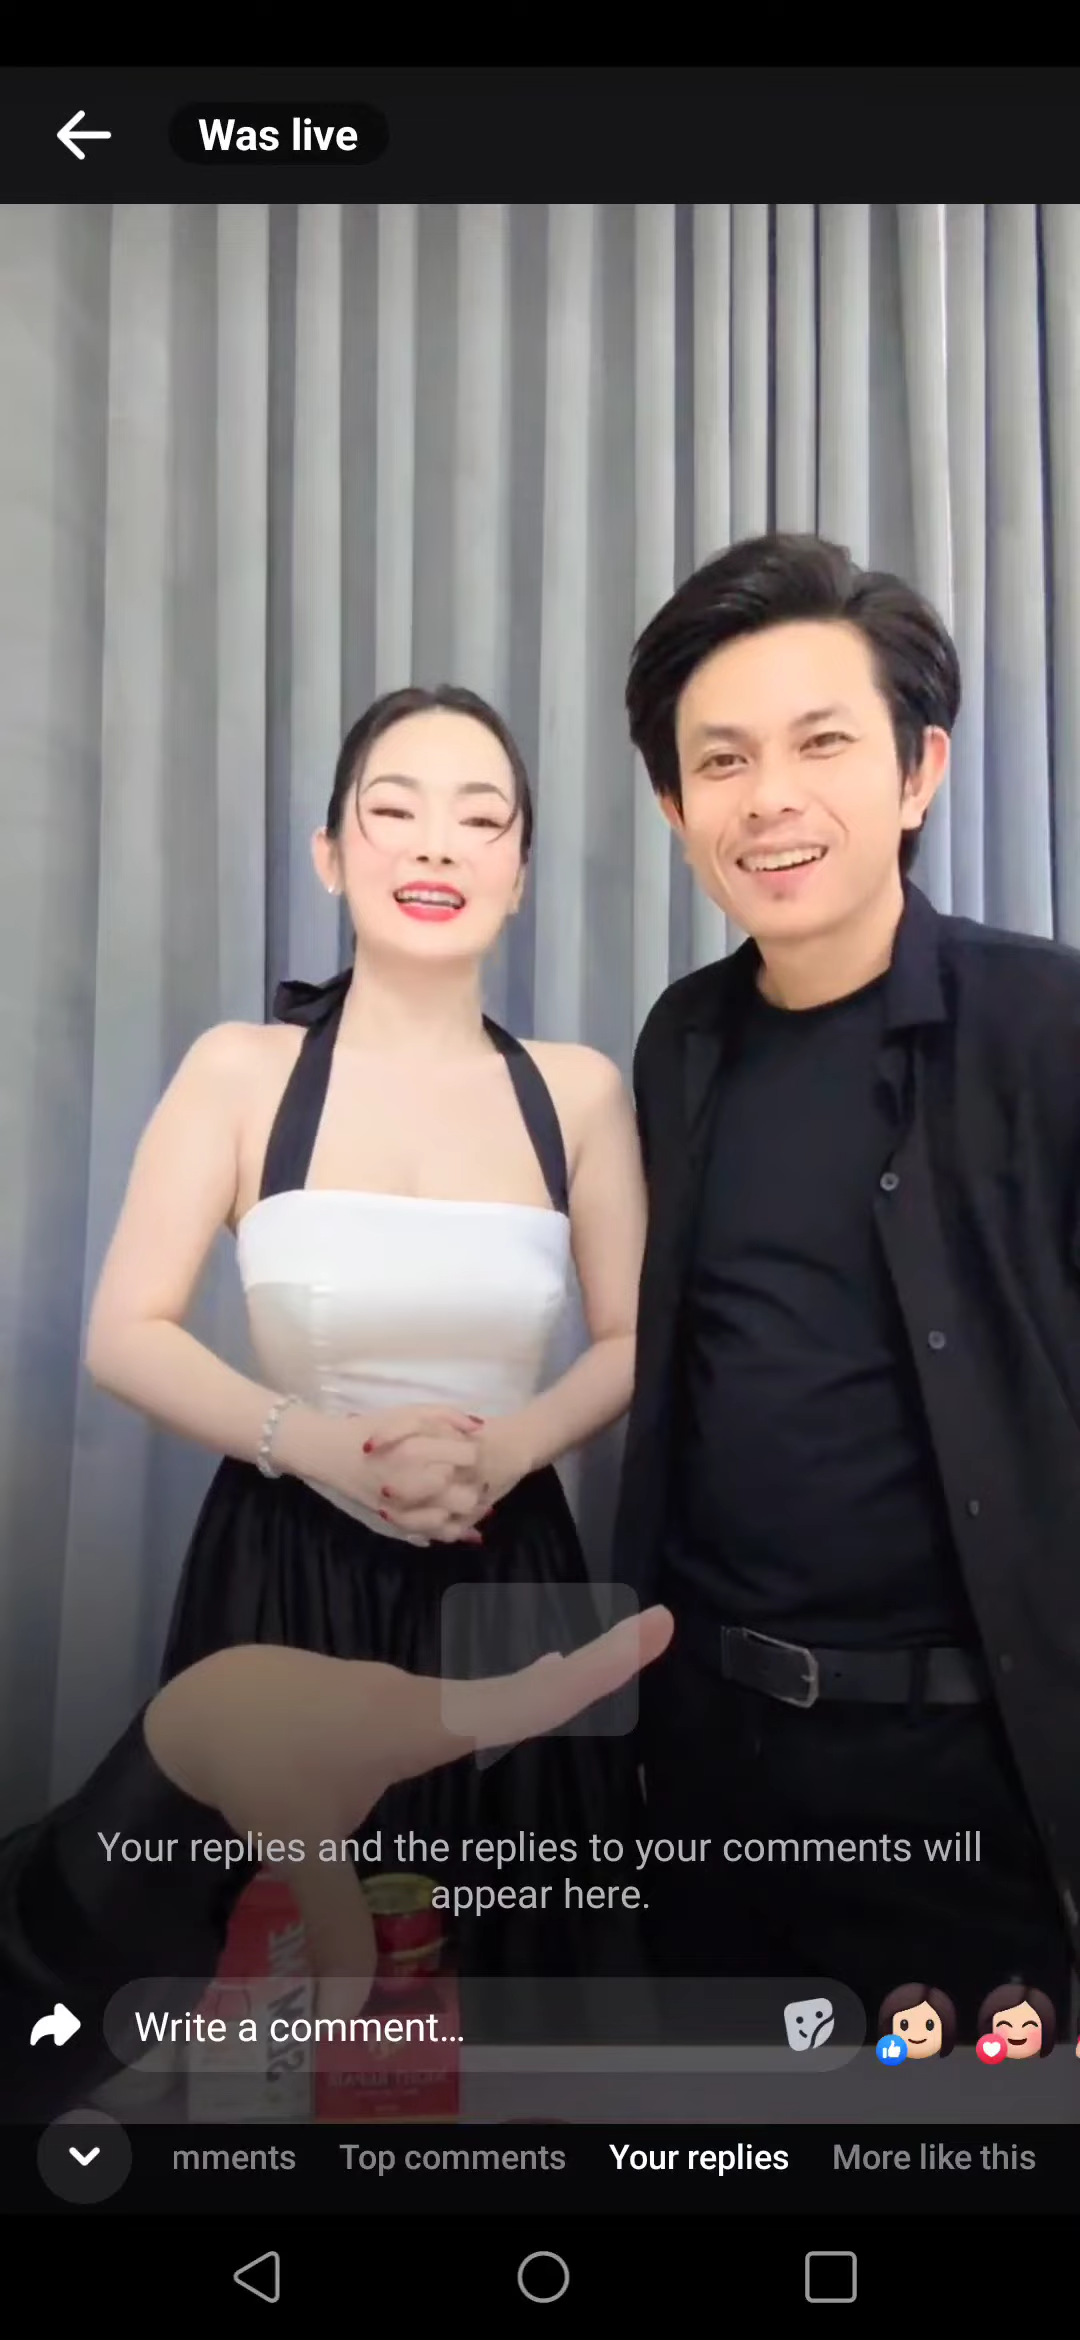 Was live
Your replies and the replies to your comments will
appear here.
Write a comment...
mments
Top comments
Your replies
More like this